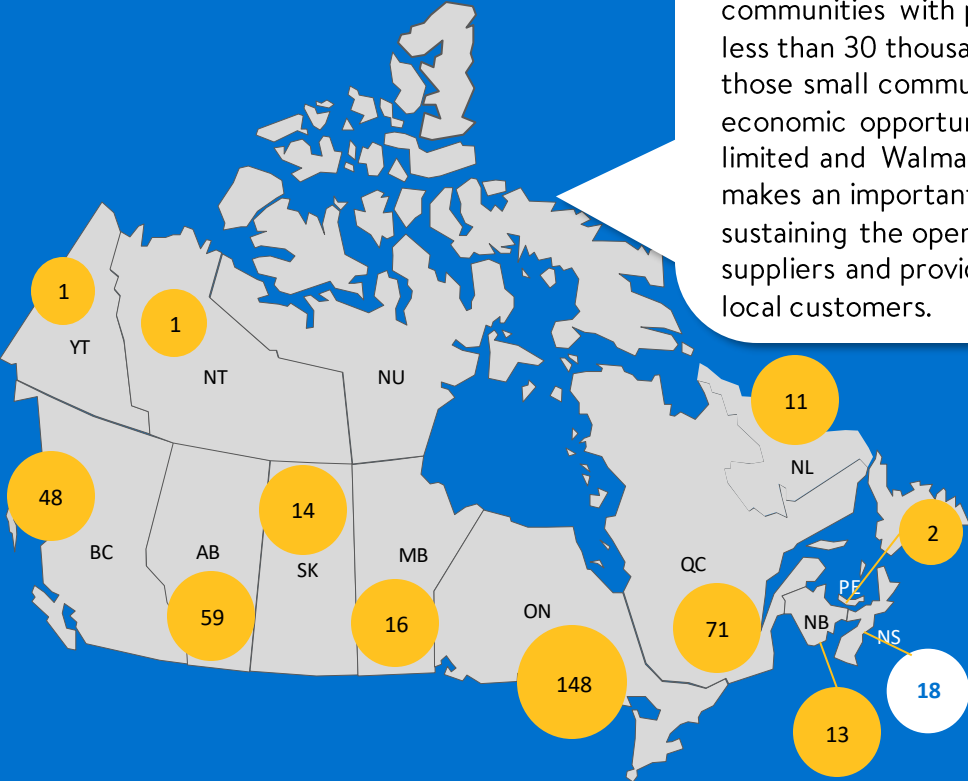 communities with p
less than 30 thousa
those small commu
economic opportun
limited and Walma
makes an important
sustaining the oper
suppliers and provid
local customers.
1
YT
1
NT
NU
11
NL
48
BC
AB
59
14
SK
MB
16
ON
148
QC
71
2
PE
NB
NS
18
13